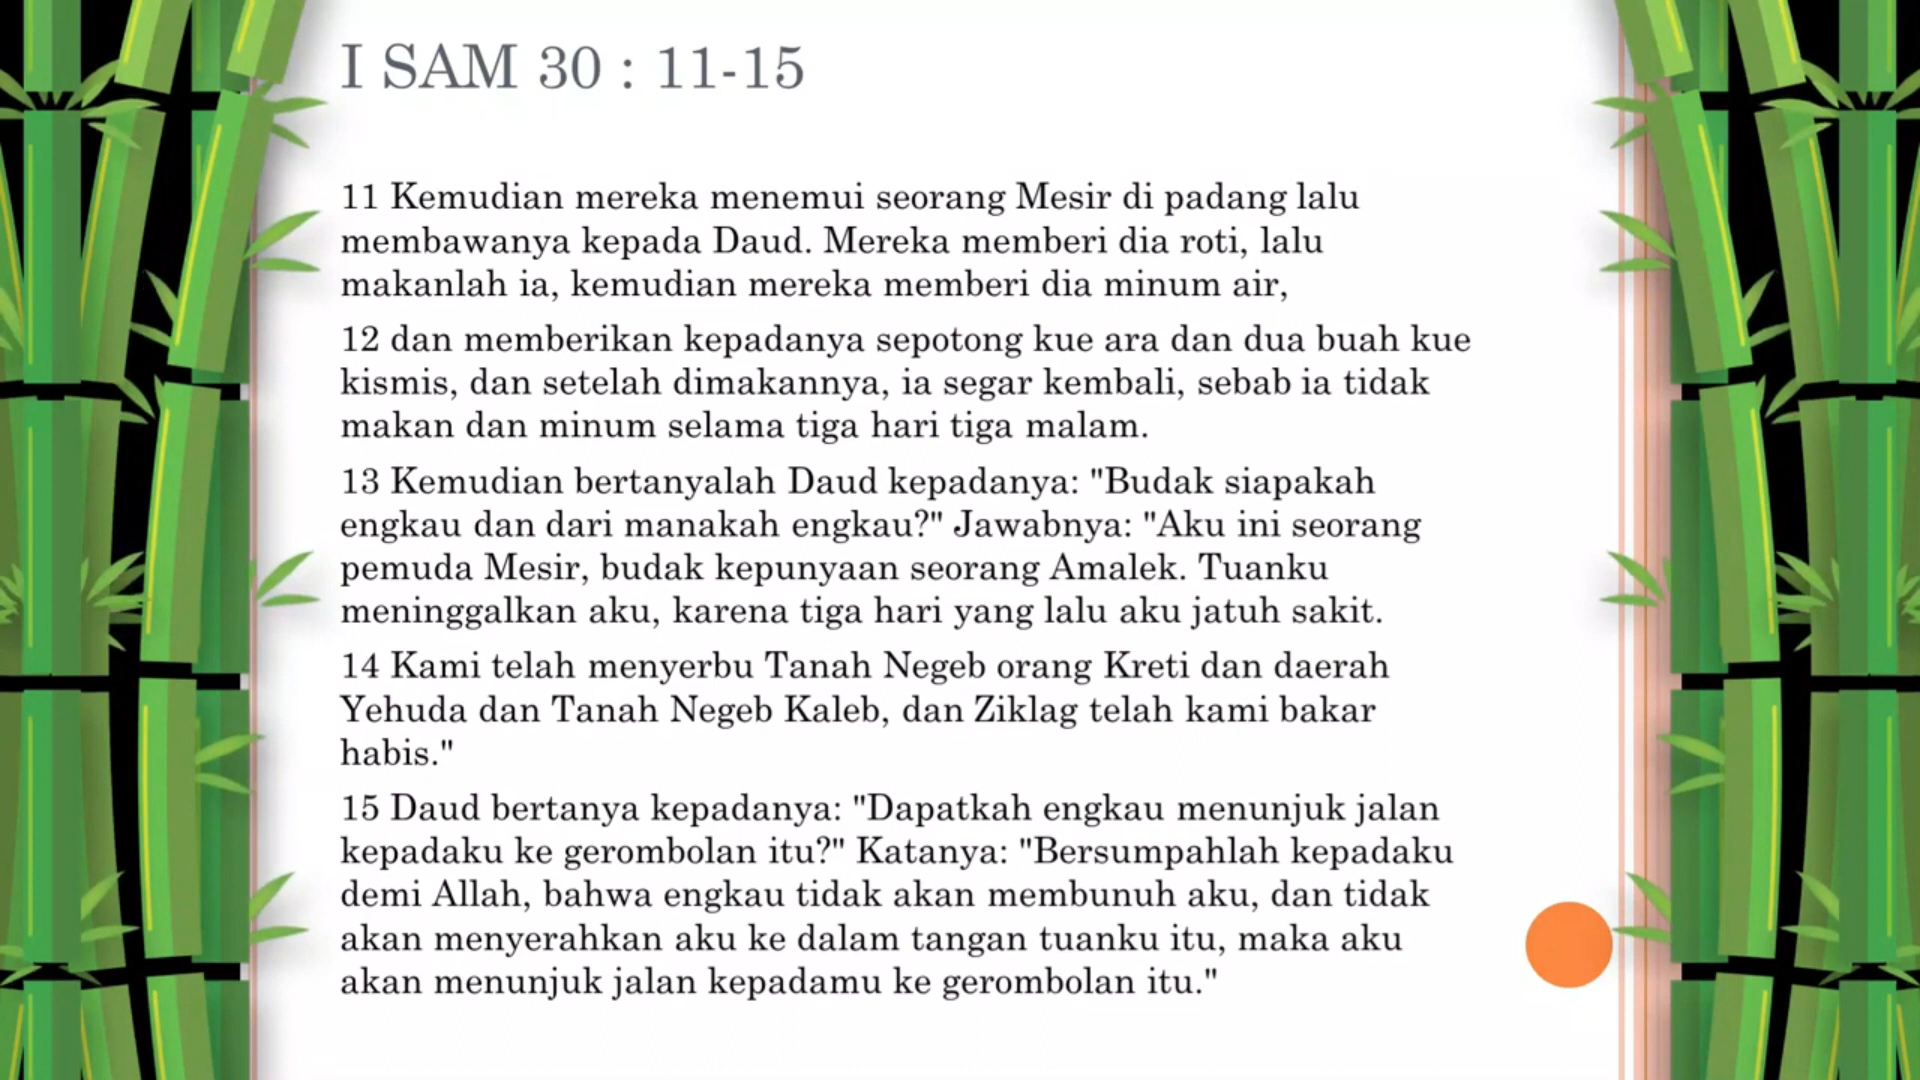 I SAM 30 : 11-15
11 Kemudian mereka menemui seorang Mesir di padang lalu
membawanya kepada Daud. Mereka memberi dia roti, lalu
makanlah ia, kemudian mereka memberi dia minum air,
12 dan memberikan kepadanya sepotong kue ara dan dua buah kue
kismis, dan setelah dimakannya, ia segar kembali, sebab ia tidak
makan dan minum selama tiga hari tiga malam.
13 Kemudian bertanyalah Daud kepadanya: "Budak siapakah
engkau dan dari manakah engkau?" Jawabnya: "Aku ini seorang
pemuda Mesir, budak kepunyaan seorang Amalek. Tuanku
meninggalkan aku, karena tiga hari yang lalu aku jatuh sakit.
14 Kami telah menyerbu Tanah Negeb orang Kreti dan daerah
Yehuda dan Tanah Negeb Kaleb, dan Ziklag telah kami bakar
habis."
15 Daud bertanya kepadanya: "Dapatkah engkau menunjuk jalan
kepadaku ke gerombolan itu?" Katanya: "Bersumpahlah kepadaku
demi Allah, bahwa engkau tidak akan membunuh aku, dan tidak
akan menyerahkan aku ke dalam tangan tuanku itu, maka aku
akan menunjuk jalan kepadamu ke gerombolan itu."